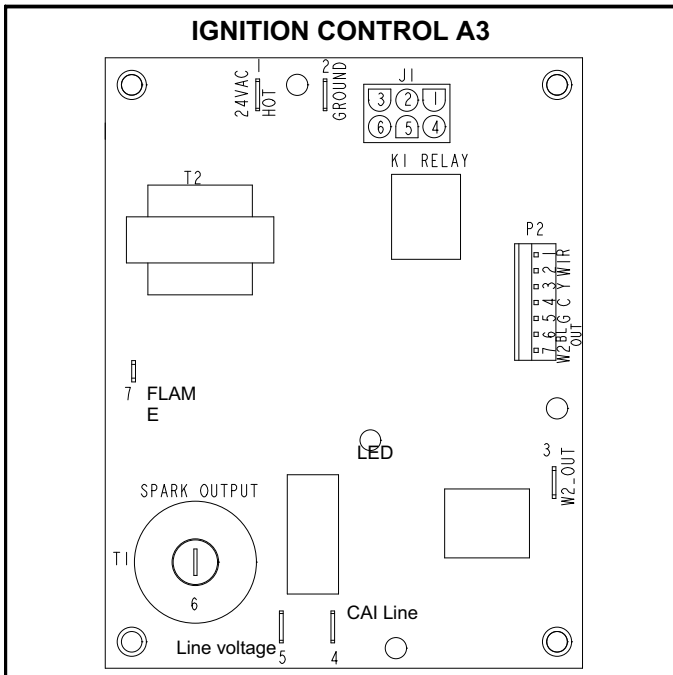 IGNITION CONTROL A3
1
24VAC
HOT
2
GROUND
J1
3 2 1
6 5 4
K1 RELAY
T2
P2
1 R
2 W1
3 Y
4 C
5 G
6 BL
7 W2
OUT
7 FLAM
E
LED
3
W2_OUT
SPARK OUTPUT
T1
6
CAI Line
Line voltage
5 4